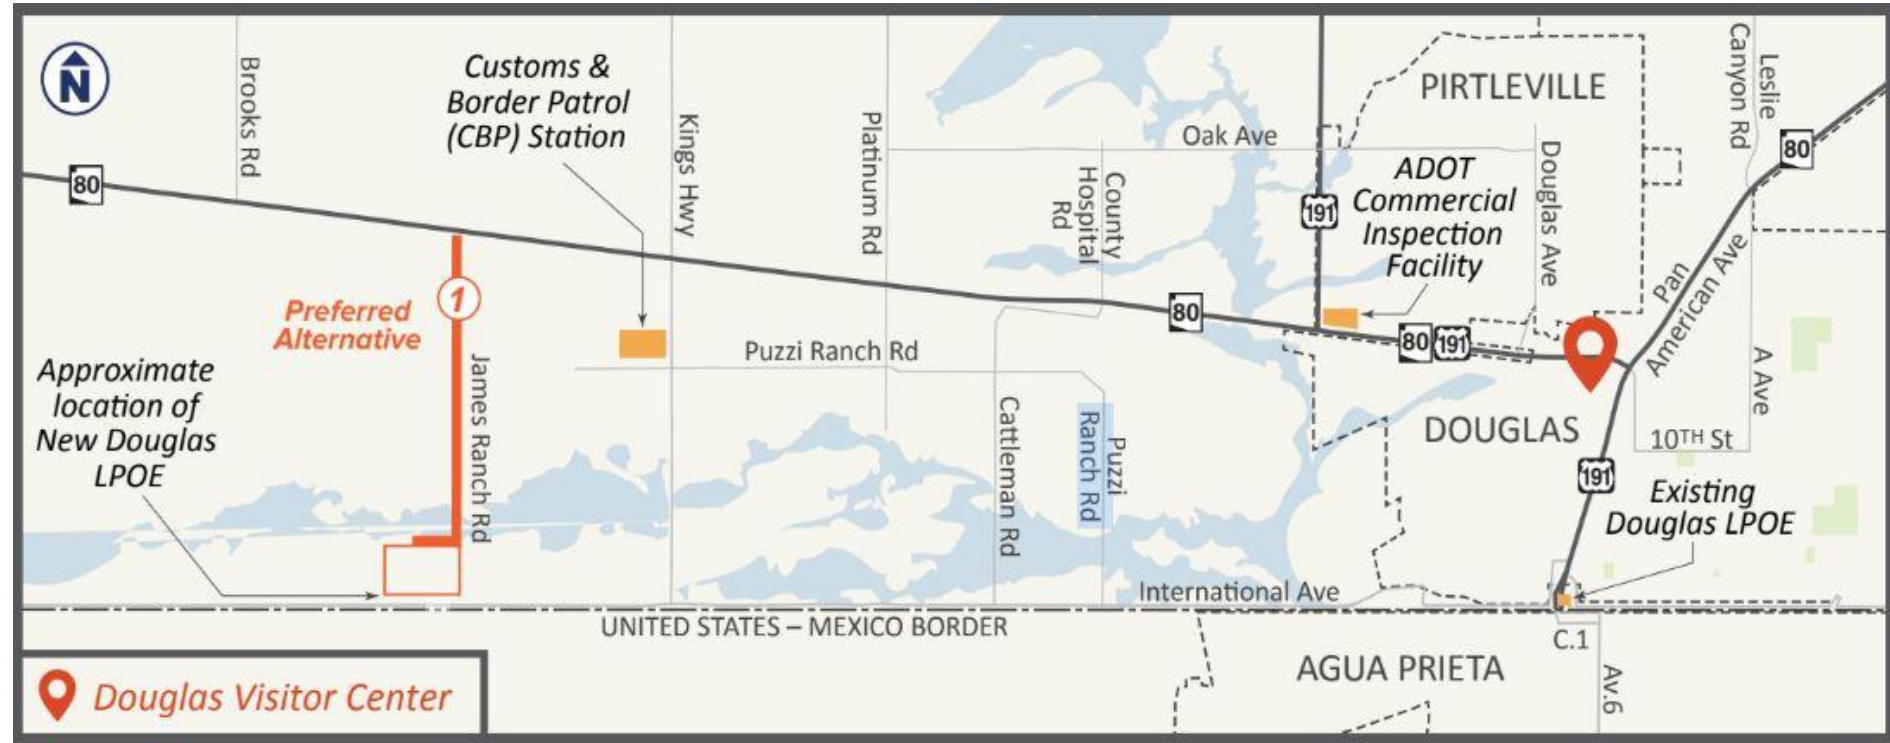 N
80
Brooks Rd
Customs &
Border Patrol
(CBP) Station
Kings Hwy
Platinum Rd
Oak Ave
County
Hospital
Rd
191
PIRTLEVILLE
ADOT
Commercial
Inspection
Facility
Douglas Ave
Leslie
Canyon Rd
80
Pan
American Ave
Preferred
Alternative
1
James Ranch Rd
Approximate
location of
New Douglas
LPOE
Puzzi Ranch Rd
80
80
191
Cattleman Rd
Puzzi
Ranch Rd
DOUGLAS
A Ave
10TH St
191
Existing
Douglas LPOE
International Ave
UNITED STATES – MEXICO BORDER
C.1
AGUA PRIETA
Av.6
Douglas Visitor Center